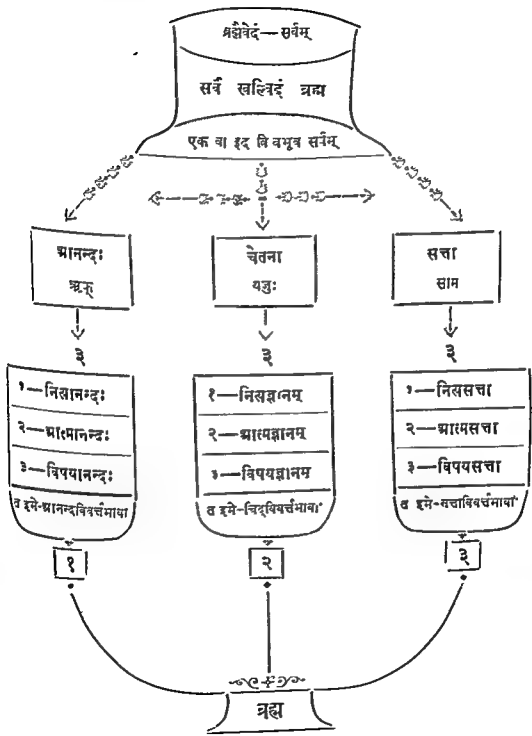 ब्रह्मैवेदं—सर्वम्
सर्वं खल्विदं ब्रह्म
एक वा इद वि वभूव सर्वम्
आनन्दः
ऋक्
चेतना
यजुः
सत्ता
साम
३
३
३
१—नित्यानन्दः
२—आत्मानन्दः
३—विषयानन्दः
त इमे-आनन्दविवर्त्तभावा
१—नित्यज्ञानम्
२—आत्मज्ञानम्
३—विषयज्ञानम्
त इमे-चिद्विवर्त्तभावाः
१—नित्यसत्ता
२—आत्मसत्ता
३—विषयसत्ता
त इमे-सत्ताविवर्त्तभावाः
१
२
३
ब्रह्म